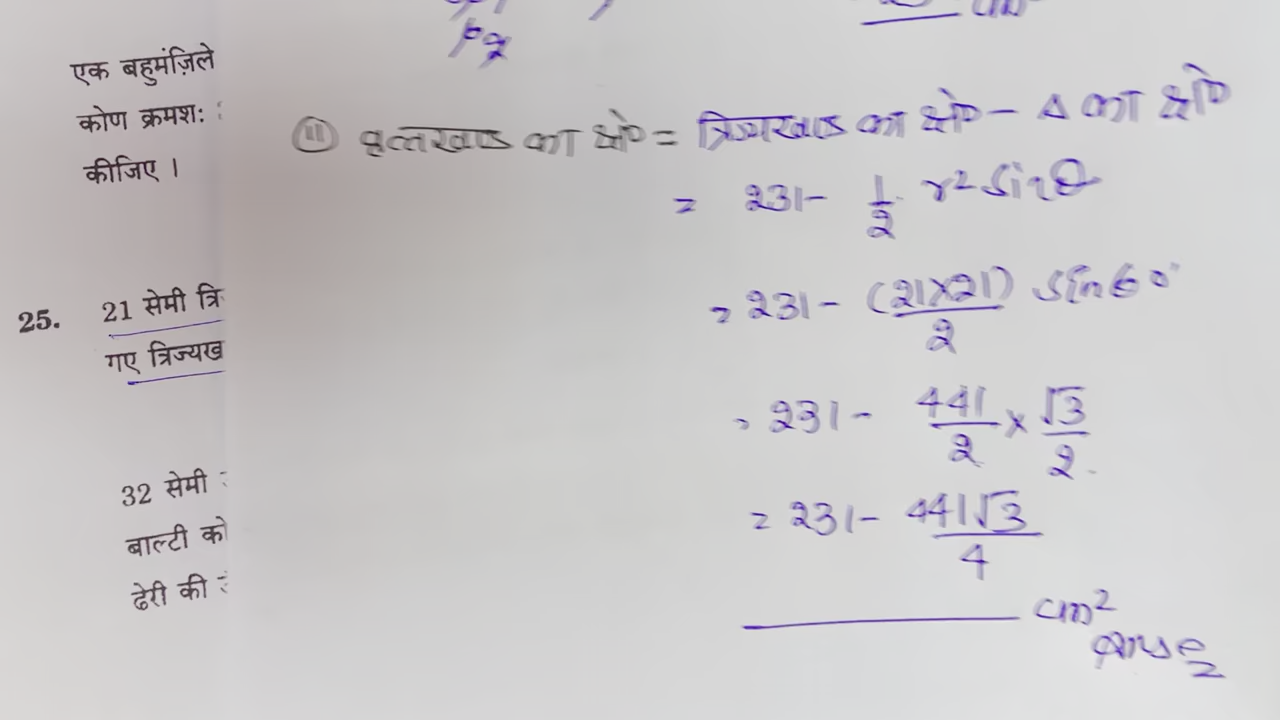 एक बहुमंज़िले
कोण क्रमशः
कीजिए ।
25. 21 सेमी त्रि
गए त्रिज्यख
32 सेमी
बाल्टी को
ढेरी की
cm
(ii) वृत्तखण्ड का क्षे० = त्रिज्यखण्ड का क्षे० – Δ का क्षे०
= 231 - 1/2 r² Sinθ
= 231 - (21×21)/2 Sin60°
= 231 - 441/2 × √3/2
= 231 - 441√3/4
cm²